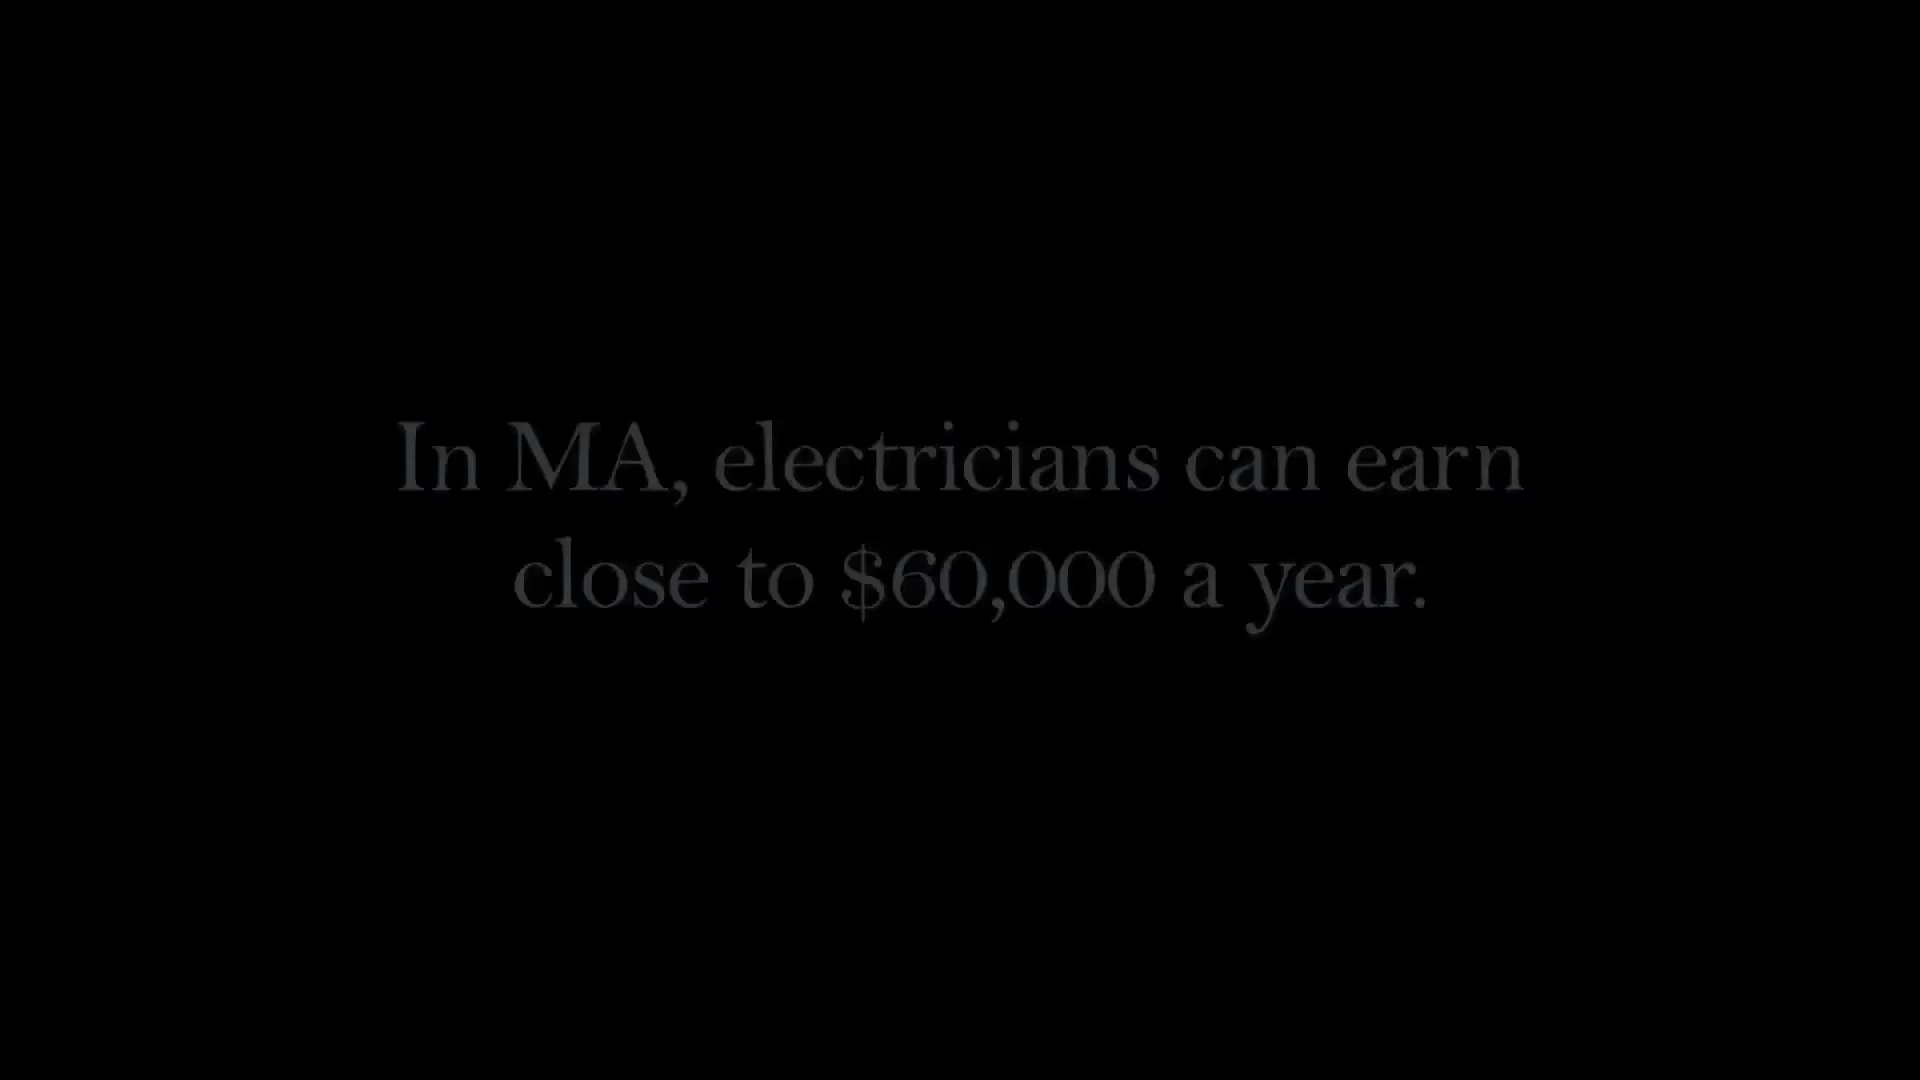 In MA, electricians can earn
close to $60,000 a year.